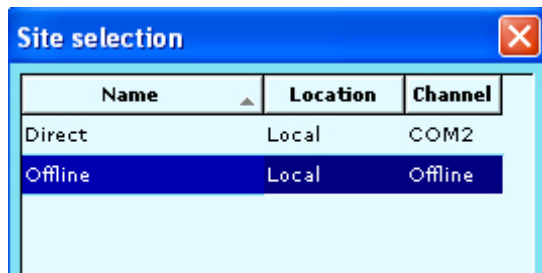 Site selection
Name Location Channel
Direct Local COM2
Offline Local Offline